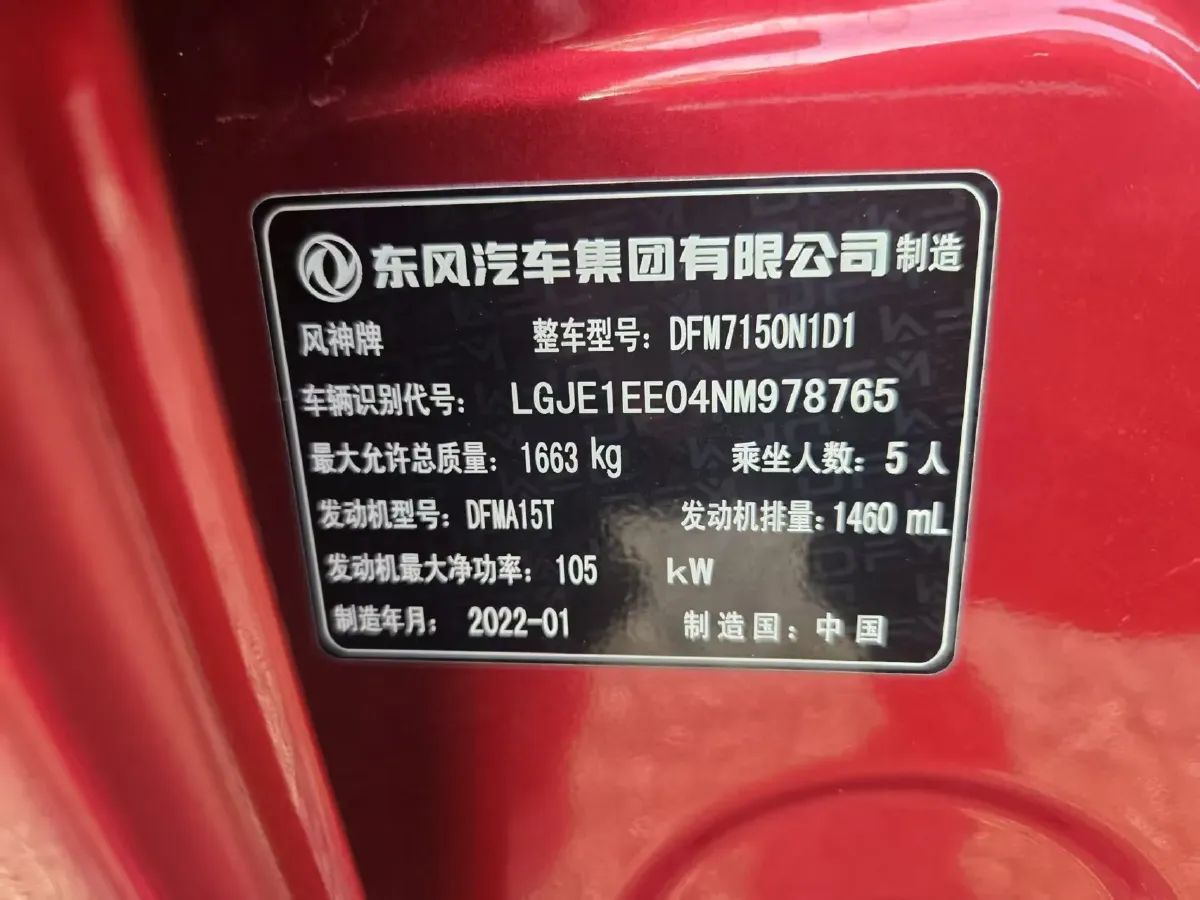 东风汽车集团有限公司制造
风神牌 整车型号：DFM7150N1D1
车辆识别代号：LGJE1EE04NM978765
最大允许总质量：1663 kg 乘坐人数：5 人
发动机型号：DFMA15T 发动机排量：1460 mL
发动机最大净功率：105 kW
制造年月：2022-01 制造国：中国